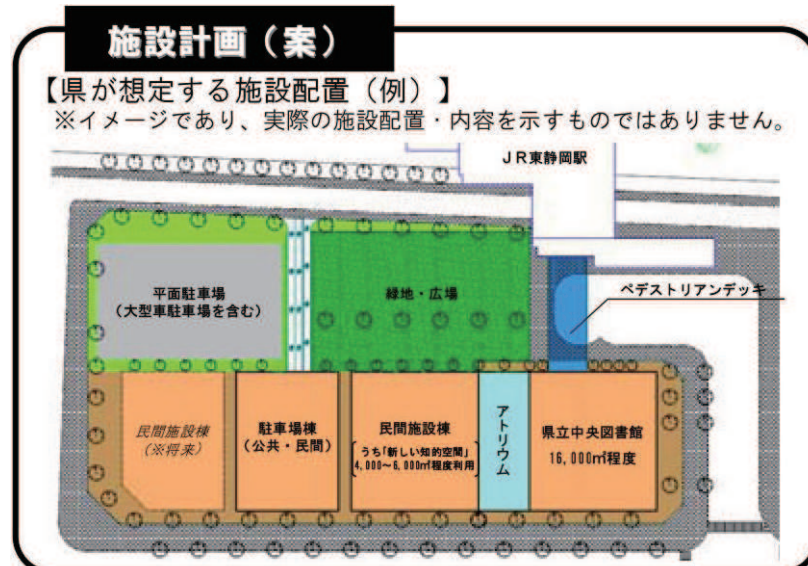 施設計画(案)
【県が想定する施設配置(例)】
※イメージであり、実際の施設配置・内容を示すものではありません。
JR東静岡駅
平面駐車場
(大型車駐車場を含む)
緑地・広場
ペデストリアンデッキ
民間施設棟
(※将来)
駐車場棟
(公共・民間)
民間施設棟
うち「新しい知的空間」
4,000~6,000㎡程度利用
アトリウム
県立中央図書館
16,000㎡程度